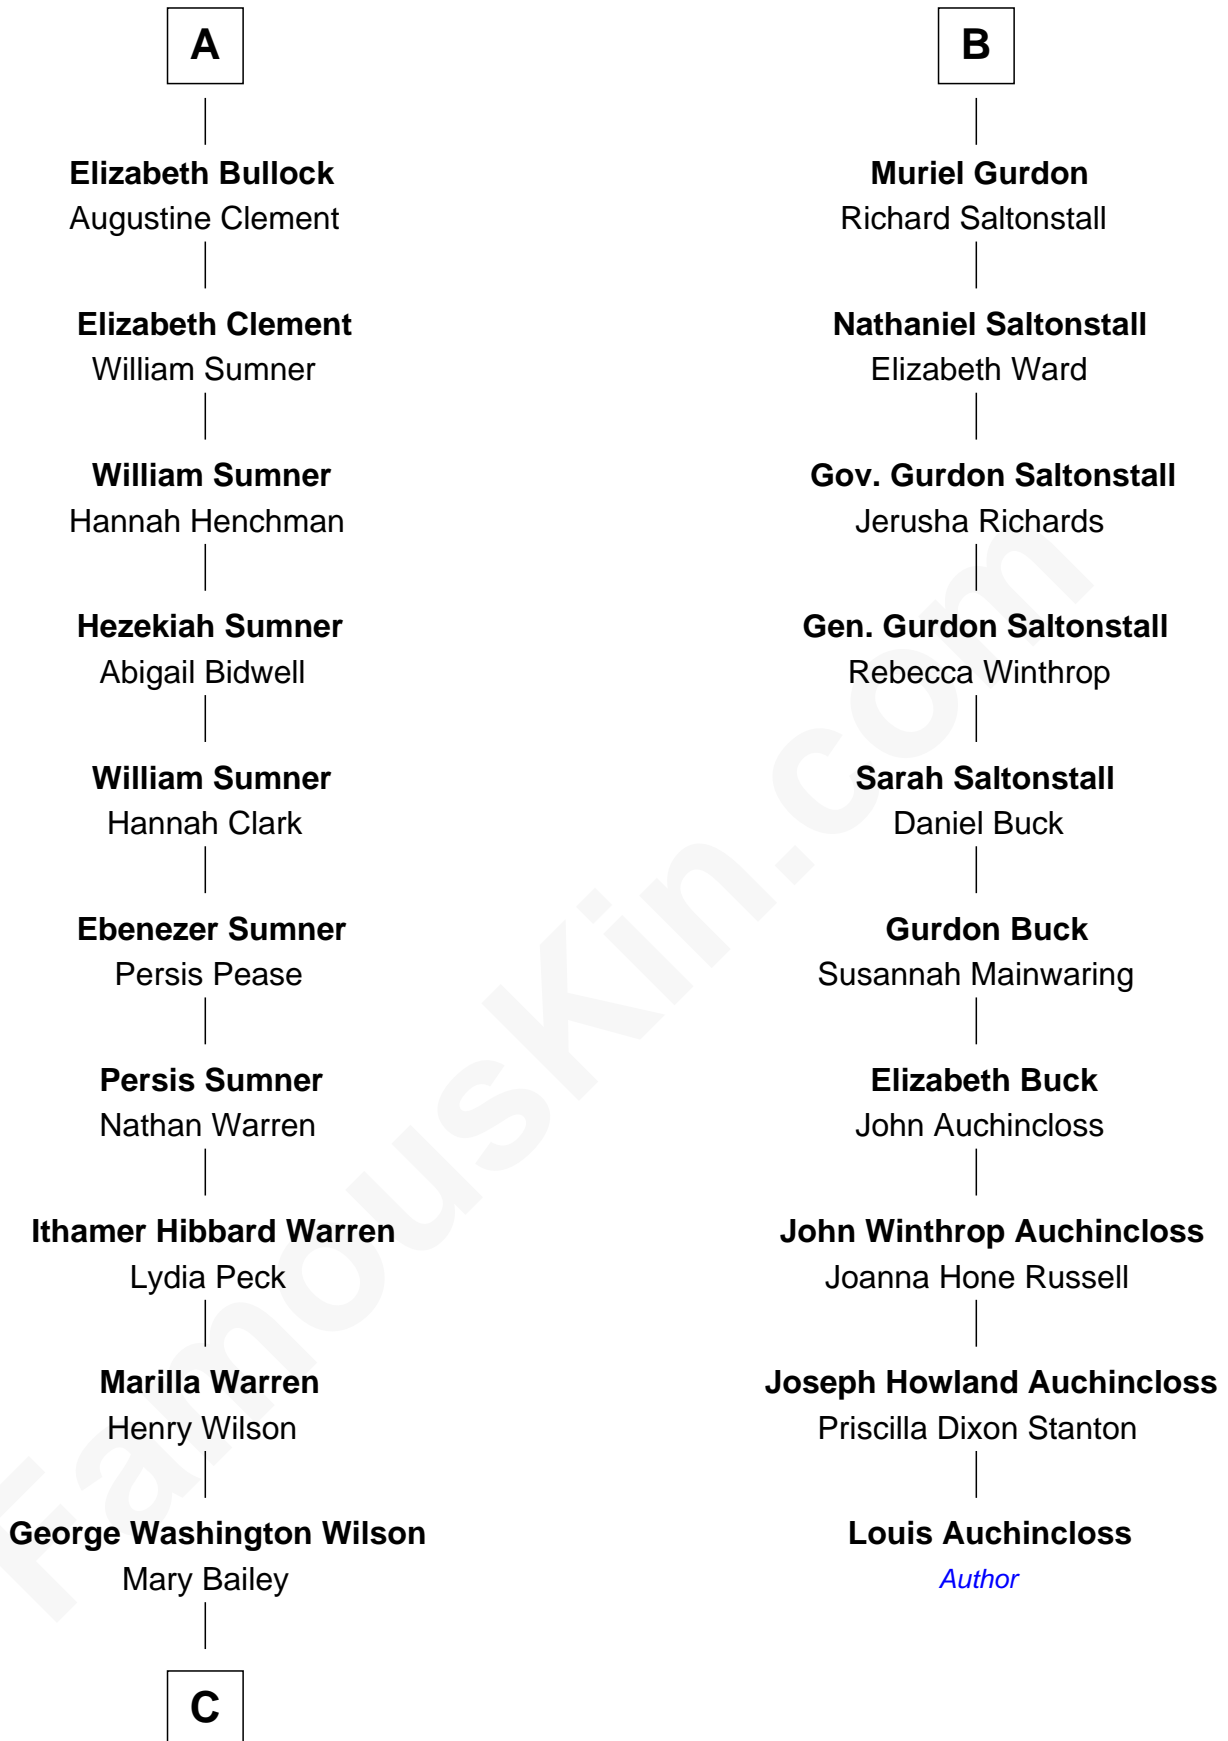 A
Elizabeth Bullock
Augustine Clement
Elizabeth Clement
William Sumner
William Sumner
Hannah Henchman
Hezekiah Sumner
Abigail Bidwell
William Sumner
Hannah Clark
Ebenezer Sumner
Persis Pease
Persis Sumner
Nathan Warren
Ithamer Hibbard Warren
Lydia Peck
Marilla Warren
Henry Wilson
George Washington Wilson
Mary Bailey
C
B
Muriel Gurdon
Richard Saltonstall
Nathaniel Saltonstall
Elizabeth Ward
Gov. Gurdon Saltonstall
Jerusha Richards
Gen. Gurdon Saltonstall
Rebecca Winthrop
Sarah Saltonstall
Daniel Buck
Gurdon Buck
Susannah Mainwaring
Elizabeth Buck
John Auchincloss
John Winthrop Auchincloss
Joanna Hone Russell
Joseph Howland Auchincloss
Priscilla Dixon Stanton
Louis Auchincloss
Author
FamousKin.com